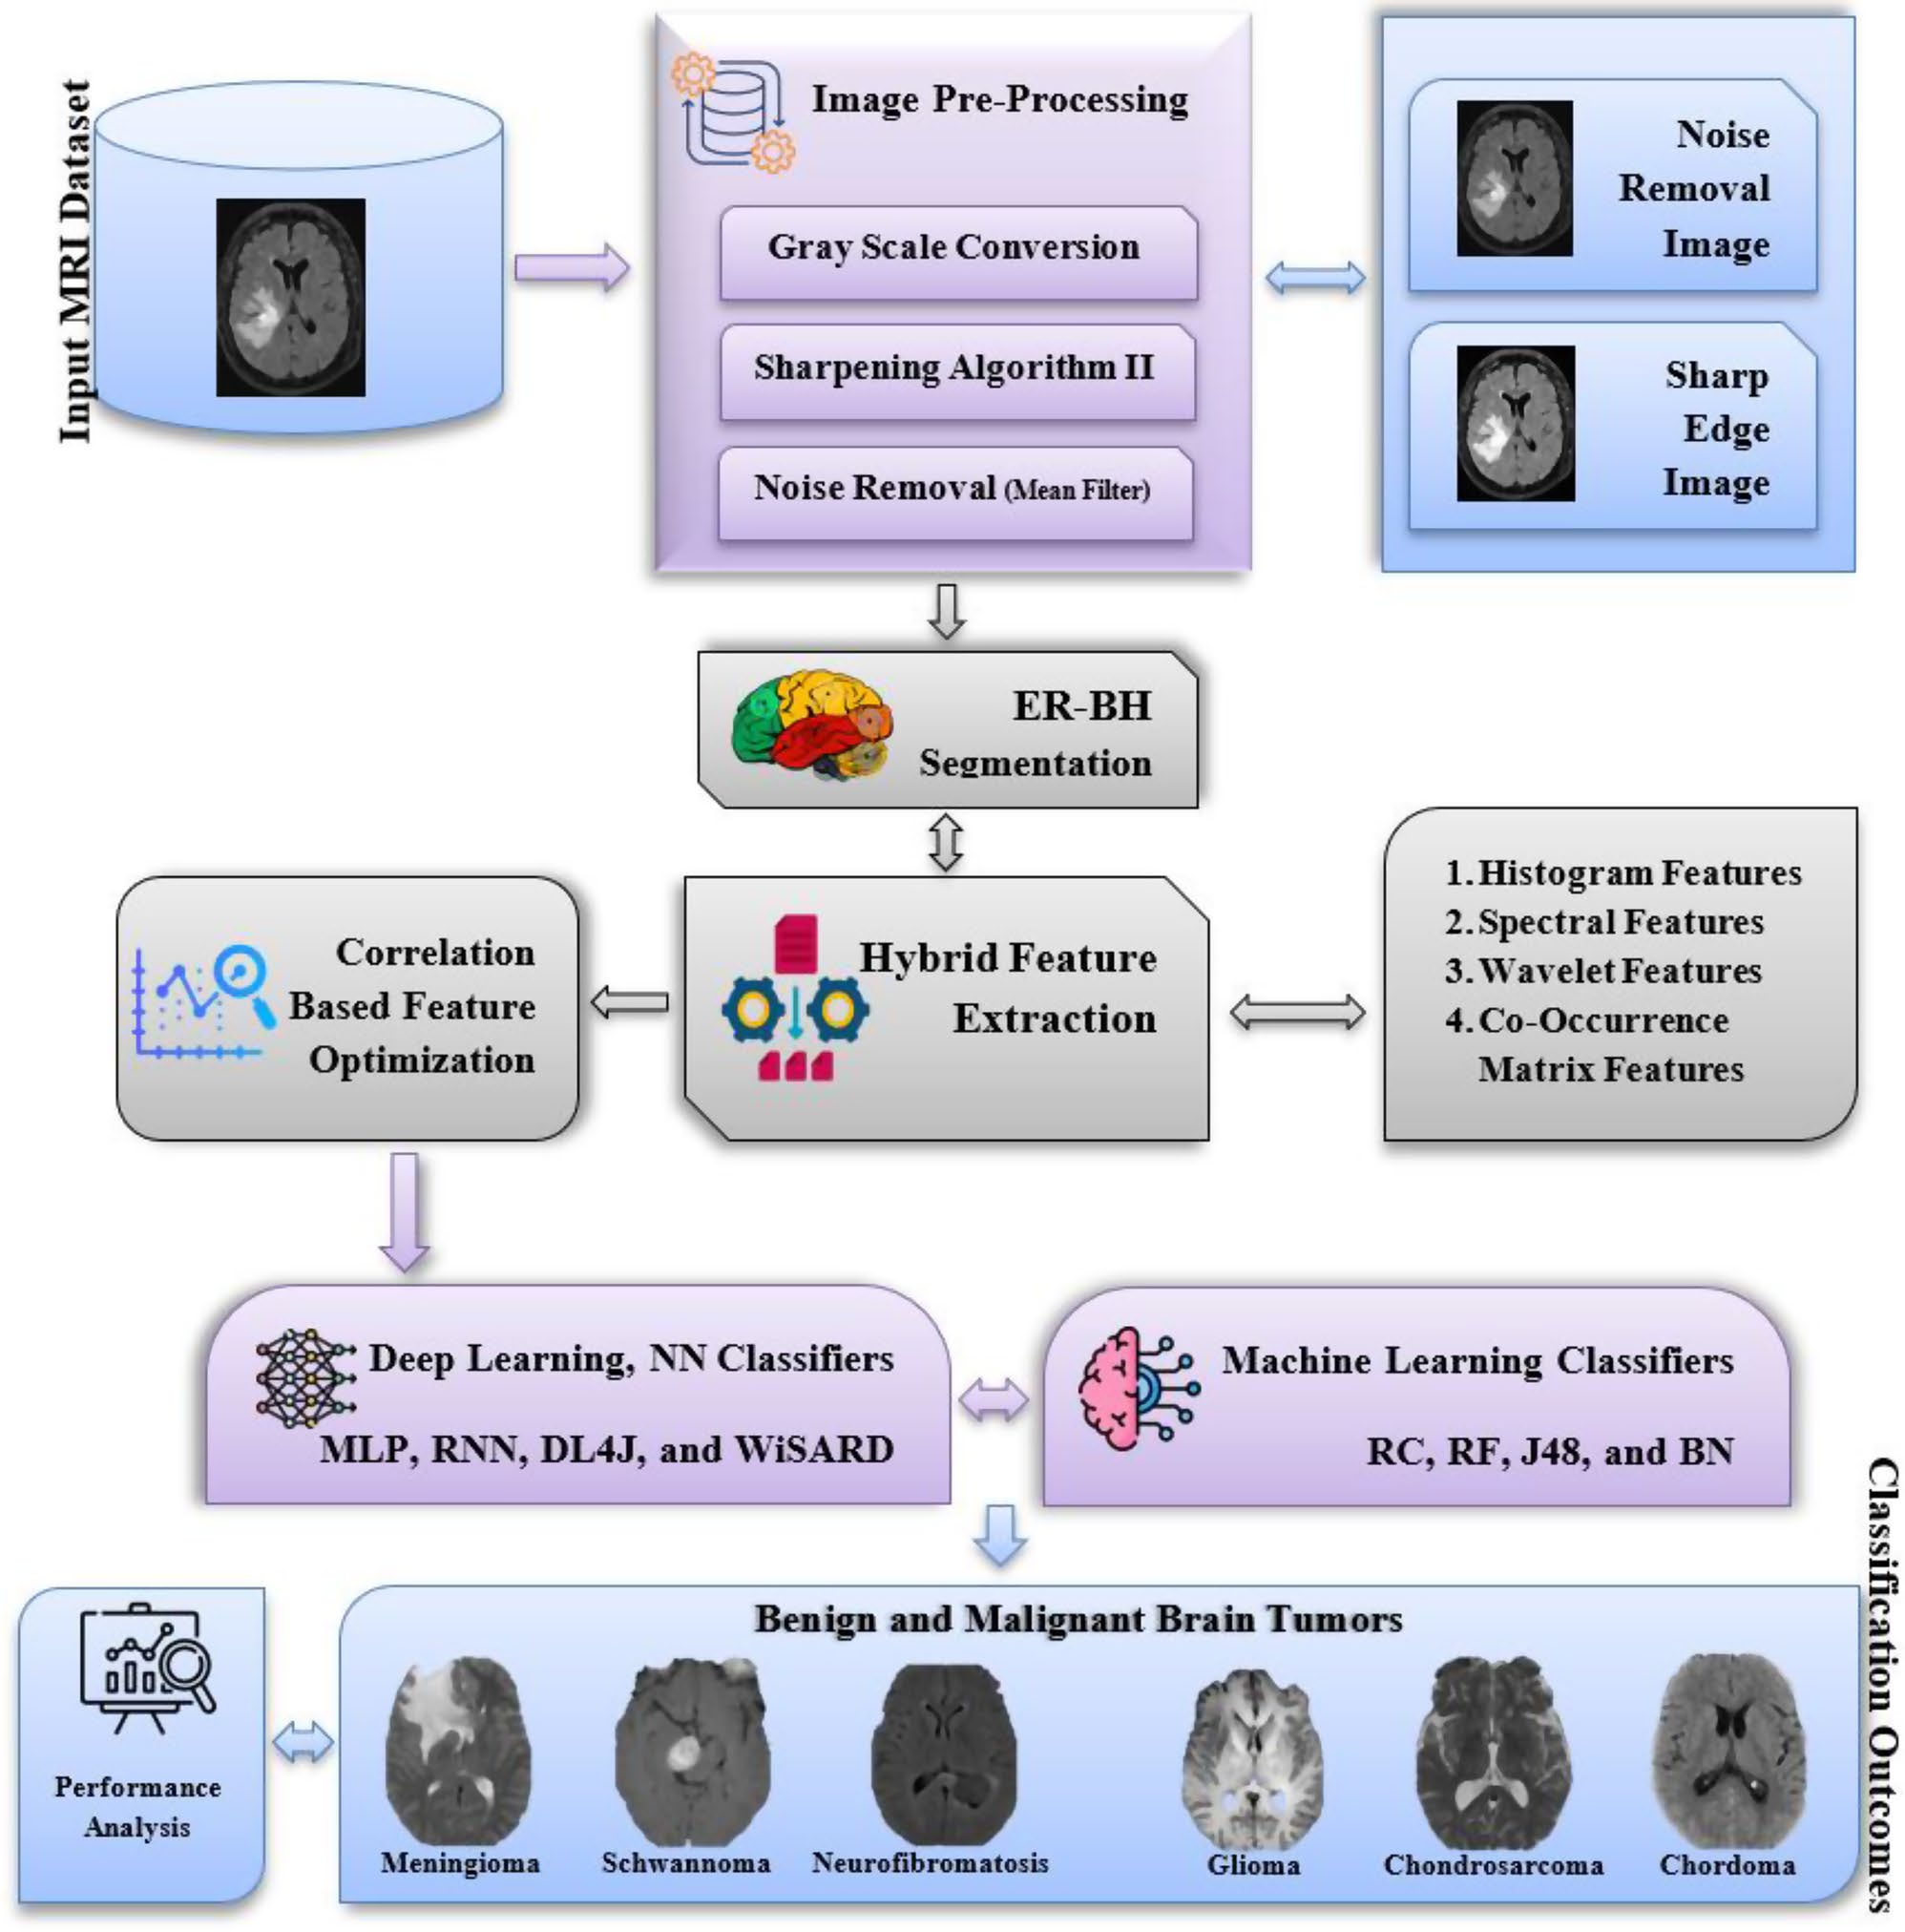 Input MRI Dataset
Image Pre-Processing
Gray Scale Conversion
Sharpening Algorithm II
Noise Removal (Mean Filter)
Noise
Removal
Image
Sharp
Edge
Image
ER-BH
Segmentation
Correlation
Based Feature
Optimization
Hybrid Feature
Extraction
1. Histogram Features
2. Spectral Features
3. Wavelet Features
4. Co-Occurrence
Matrix Features
Deep Learning, NN Classifiers
MLP, RNN, DL4J, and WiSARD
Machine Learning Classifiers
RC, RF, J48, and BN
Classification Outcomes
Performance
Analysis
Benign and Malignant Brain Tumors
Meningioma
Schwannoma
Neurofibromatosis
Glioma
Chondrosarcoma
Chordoma